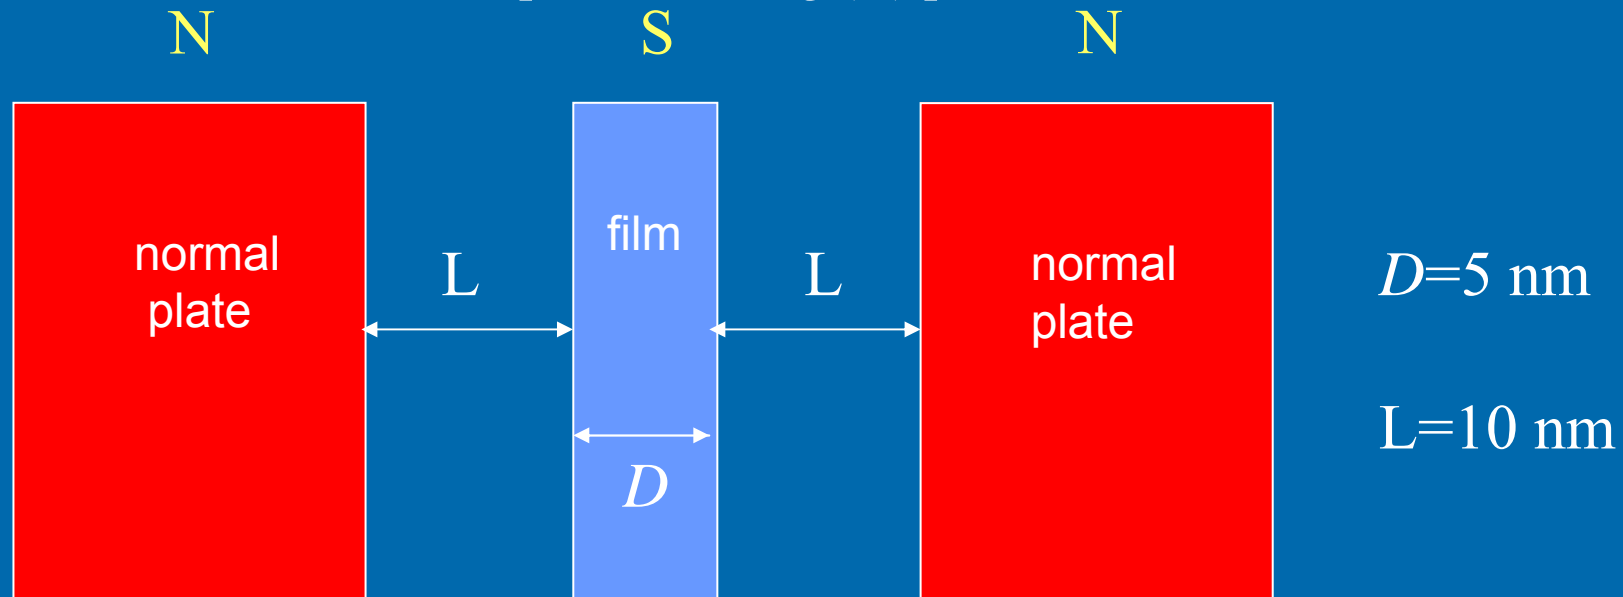 N S N
normal
plate
L
film
D
L
normal
plate
D=5 nm
L=10 nm